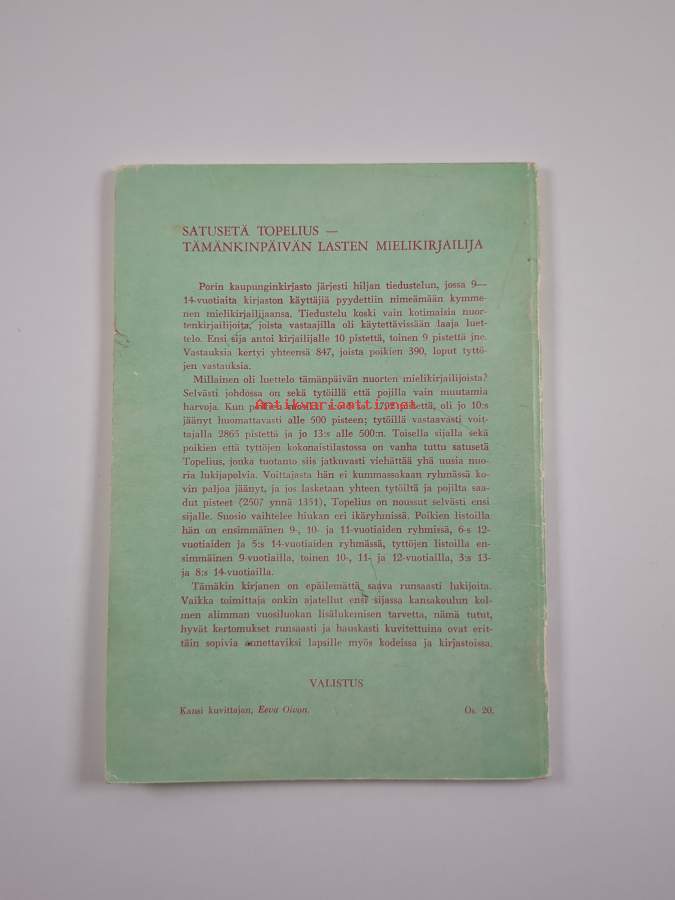 SATUSETÄ TOPELIUS —
TÄMÄNKINPÄIVÄN LASTEN MIELIKIRJAILIJA
Porin kaupunginkirjasto järjesti hiljan tiedustelun, jossa 9—
14-vuotiaita kirjaston käyttäjiä pyydettiin nimeämään kymme-
nen mielikirjailijaansa. Tiedustelu koski vain kotimaisia nuor-
tenkirjailijoita, joista vastaajilla oli käytettävissään laaja luet-
telo. Ensi sija antoi kirjailijalle 10 pistettä, toinen 9 pistettä jne.
Vastauksia kertyi yhteensä 847, joista poikien 390, loput tyttö-
jen vastauksia.
Millainen oli luettelo tämänpäivän nuorten mielikirjailijoista?
Selvästi johdossa on sekä tytöillä että pojilla vain muutamia
harvoja. Kun pistettä, oli jo 10:s
Antikvariaatti.net
jäänyt huomattavasti alle 500 pisteen; tytöillä vastaavasti voit-
tajalla 2865 pistettä ja jo 13:s alle 500:n. Toisella sijalla sekä
poikien että tyttöjen kokonaistilastossa on vanha tuttu satusetä
Topelius, jonka tuotanto siis jatkuvasti viehättää yhä uusia nuo-
ria lukijapolvia. Voittajasta hän ei kummassakaan ryhmässä ko-
vin paljoa jäänyt, ja jos lasketaan yhteen tytöiltä ja pojilta saa-
dut pisteet (2507 ynnä 1351), Topelius on noussut selvästi ensi
sijalle. Suosio vaihtelee hiukan eri ikäryhmissä. Poikien listoilla
hän on ensimmäinen 9-, 10- ja 11-vuotiaiden ryhmissä, 6-s 12-
vuotiaiden ja 5:s 14-vuotiaiden ryhmässä, tyttöjen listoilla en-
simmäinen 9-vuotiailla, toinen 10-, 11- ja 12-vuotiailla, 3:s 13-
ja 8:s 14-vuotiailla.
Tämäkin kirjanen on epäilemättä saava runsaasti lukijoita.
Vaikka toimittaja onkin ajatellut ensi sijassa kansakoulun kol-
men alimman vuosiluokan lisälukemisen tarvetta, nämä tutut,
hyvät kertomukset runsaasti ja hauskasti kuvitettuina ovat erit-
täin sopivia annettaviksi lapsille myös kodeissa ja kirjastoissa.
VALISTUS
Kansi kuvittajan, Eeva Oivon.
Os. 20.